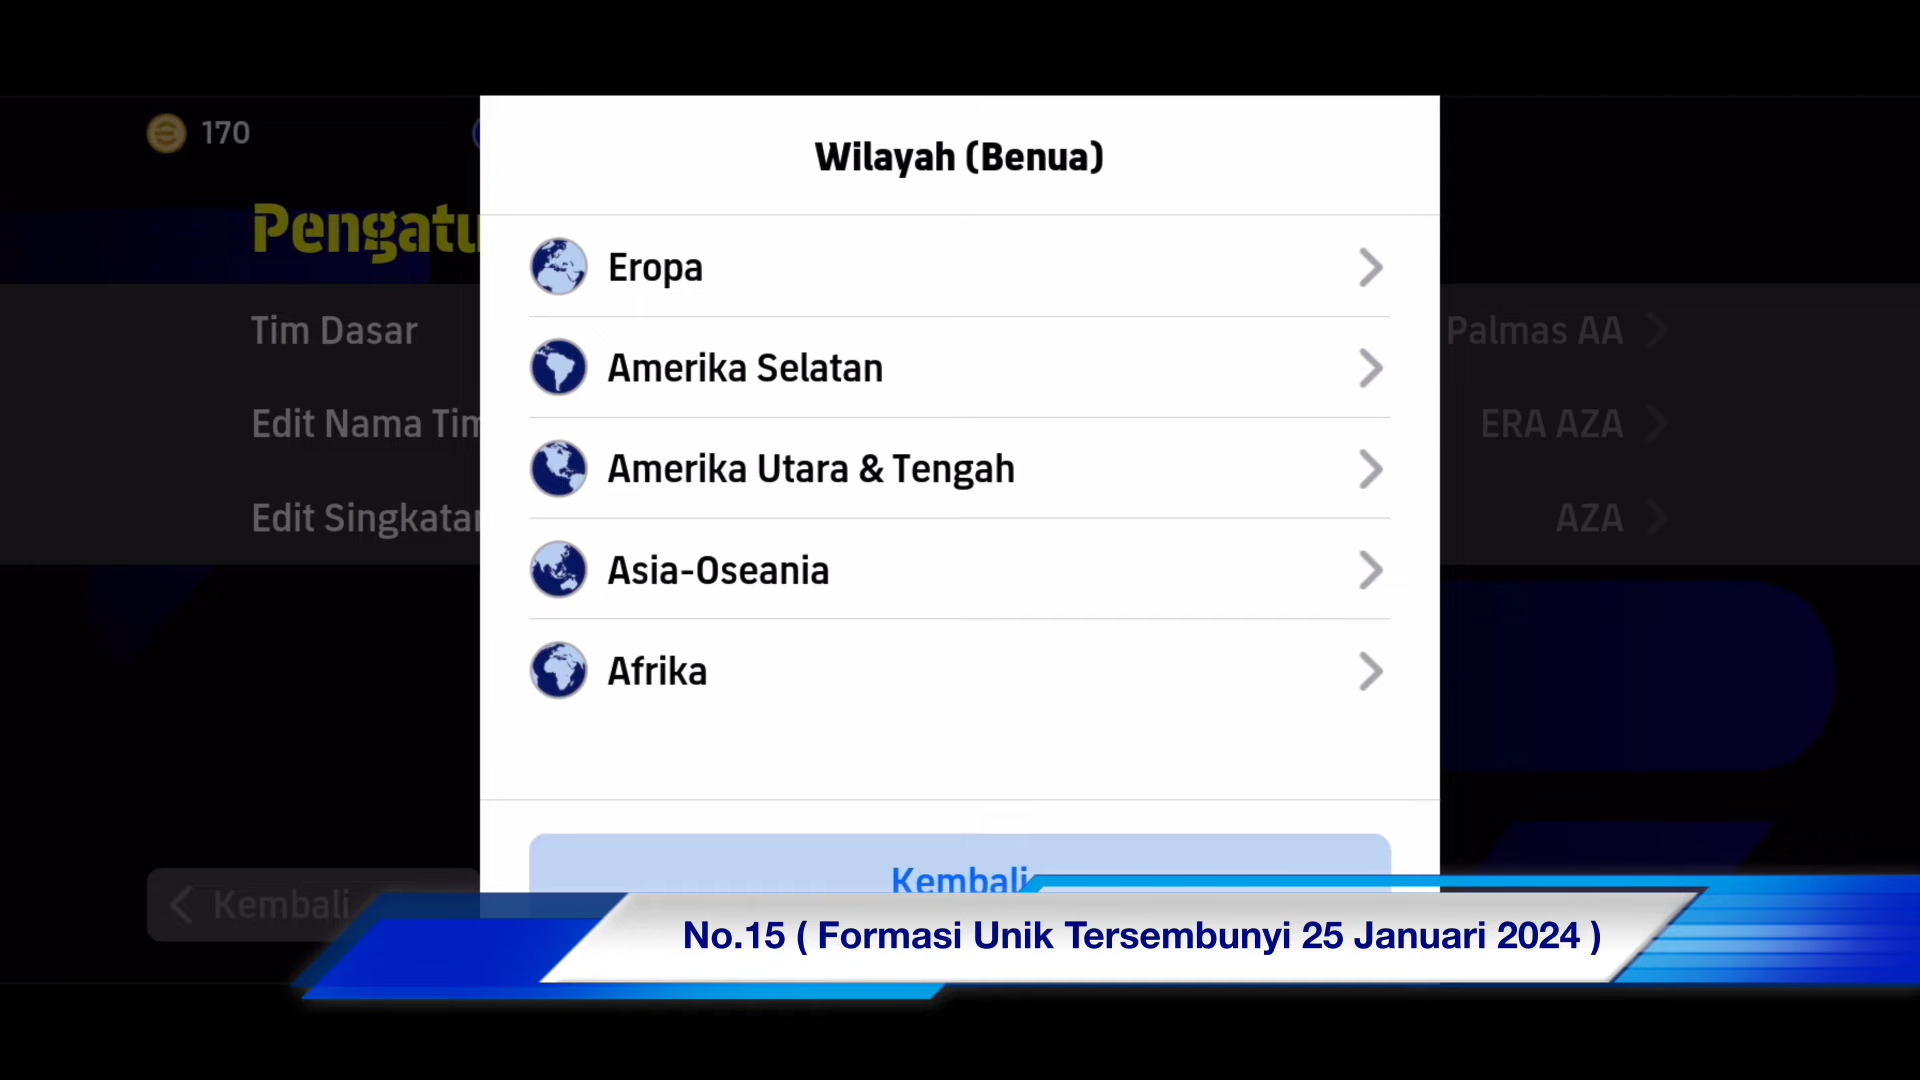 170
Wilayah (Benua)
Pengatu
Eropa
Tim Dasar
Palmas AA
Amerika Selatan
Edit Nama Tim
ERA AZA
Amerika Utara & Tengah
Edit Singkatan
AZA
Asia-Oseania
Afrika
Kembali
Kembali
No.15 ( Formasi Unik Tersembunyi 25 Januari 2024 )